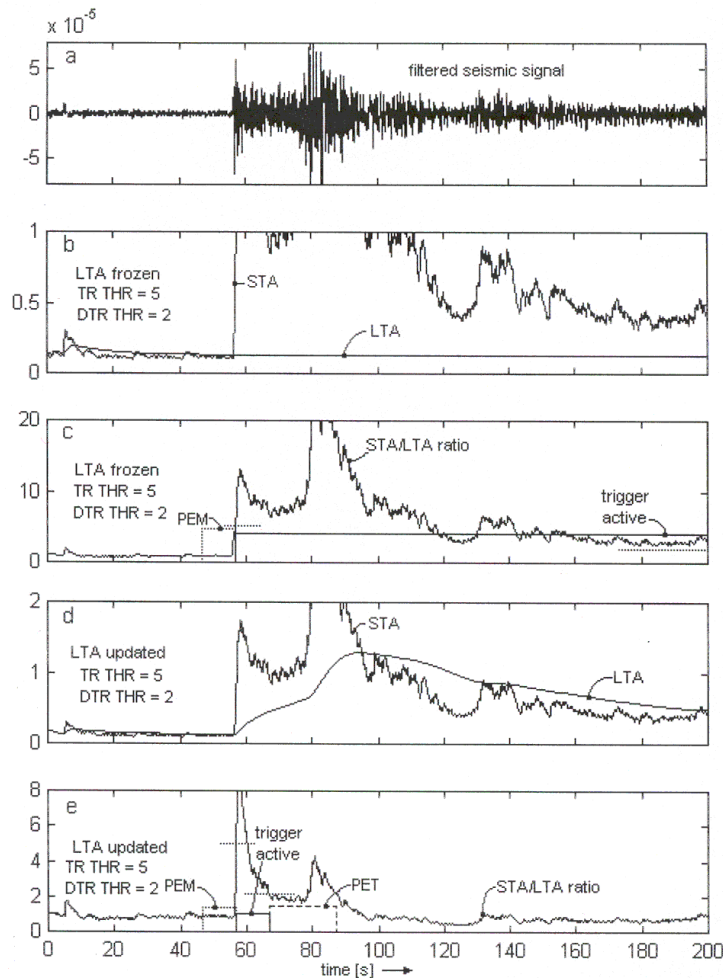 x 10-5
a
filtered seismic signal
5
0
-5
b
LTA frozen
TR THR = 5
DTR THR = 2
STA
LTA
1
0.5
0
c
LTA frozen
TR THR = 5
DTR THR = 2
PEM
STA/LTA ratio
trigger
active
20
10
0
d
LTA updated
TR THR = 5
DTR THR = 2
STA
LTA
2
1
0
e
LTA updated
TR THR = 5
DTR THR = 2
PEM
trigger
active
PET
STA/LTA ratio
8
6
4
2
0
0 20 40 60 80 100 120 140 160 180 200
time [s]